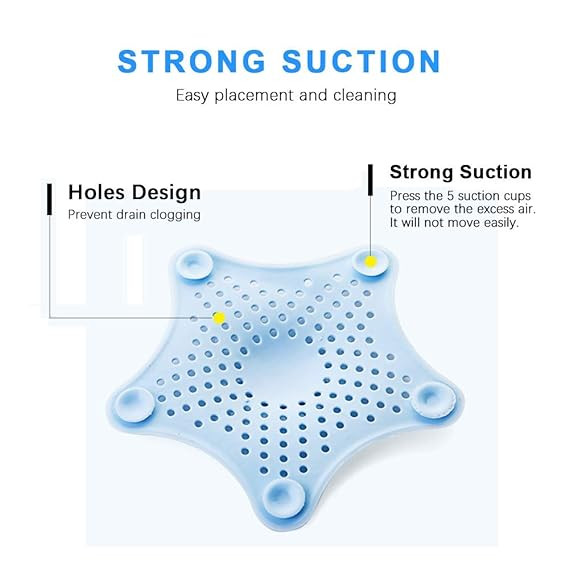 STRONG SUCTION
Easy placement and cleaning
Holes Design
Prevent drain clogging
Strong Suction
Press the 5 suction cups
to remove the excess air.
It will not move easily.